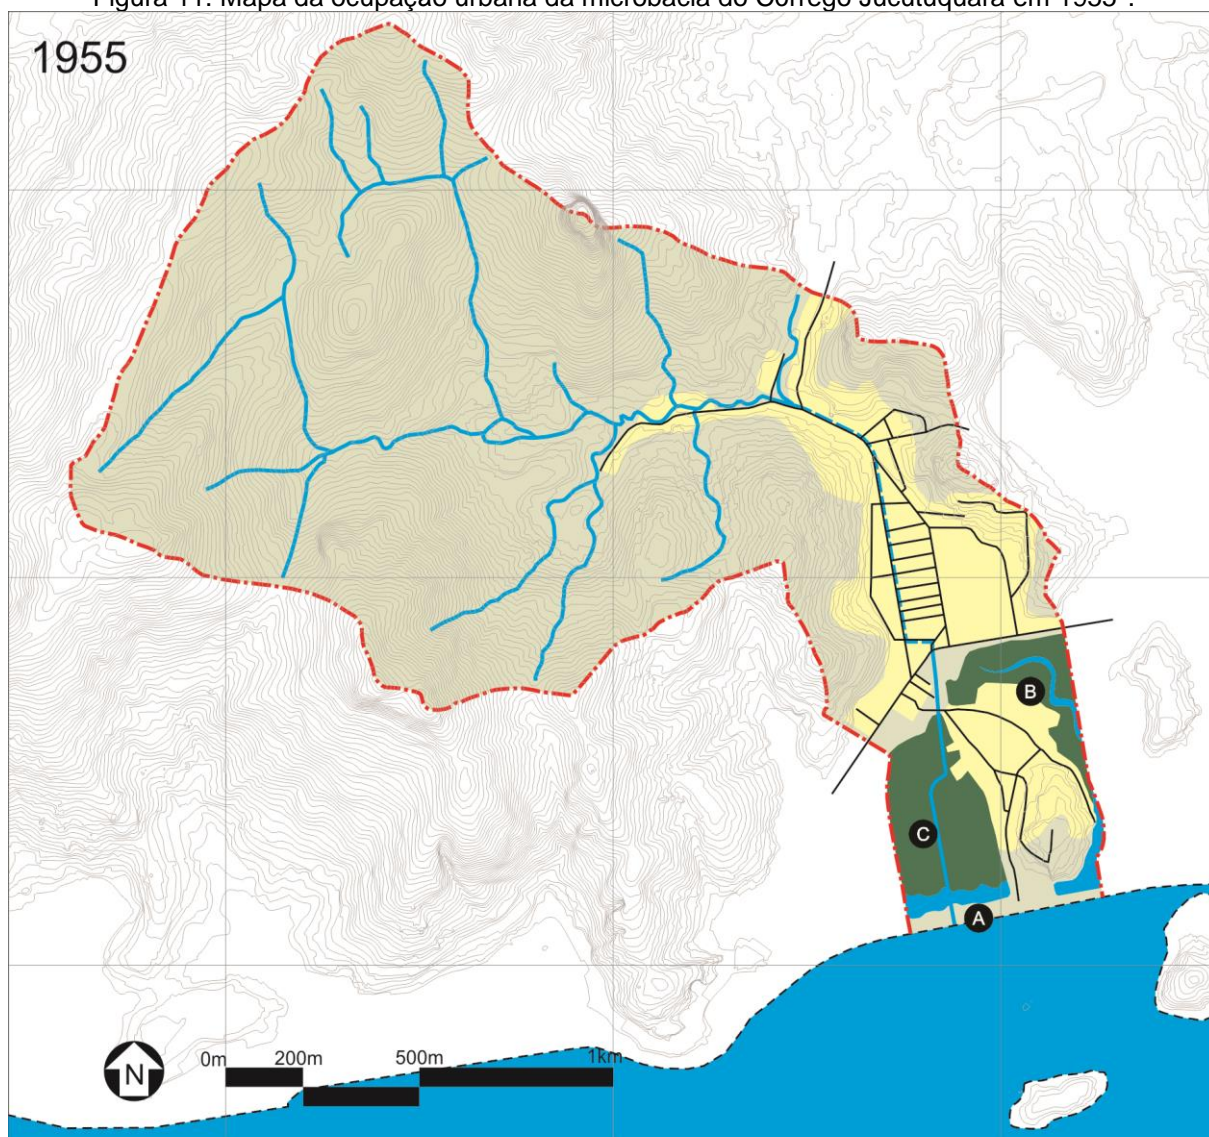 Figura 11: Mapa da ocupação urbana da microbacia do Córrego Jucutuquara em 1955 .
1955
B
C
A
N
0m 200m 500m 1km